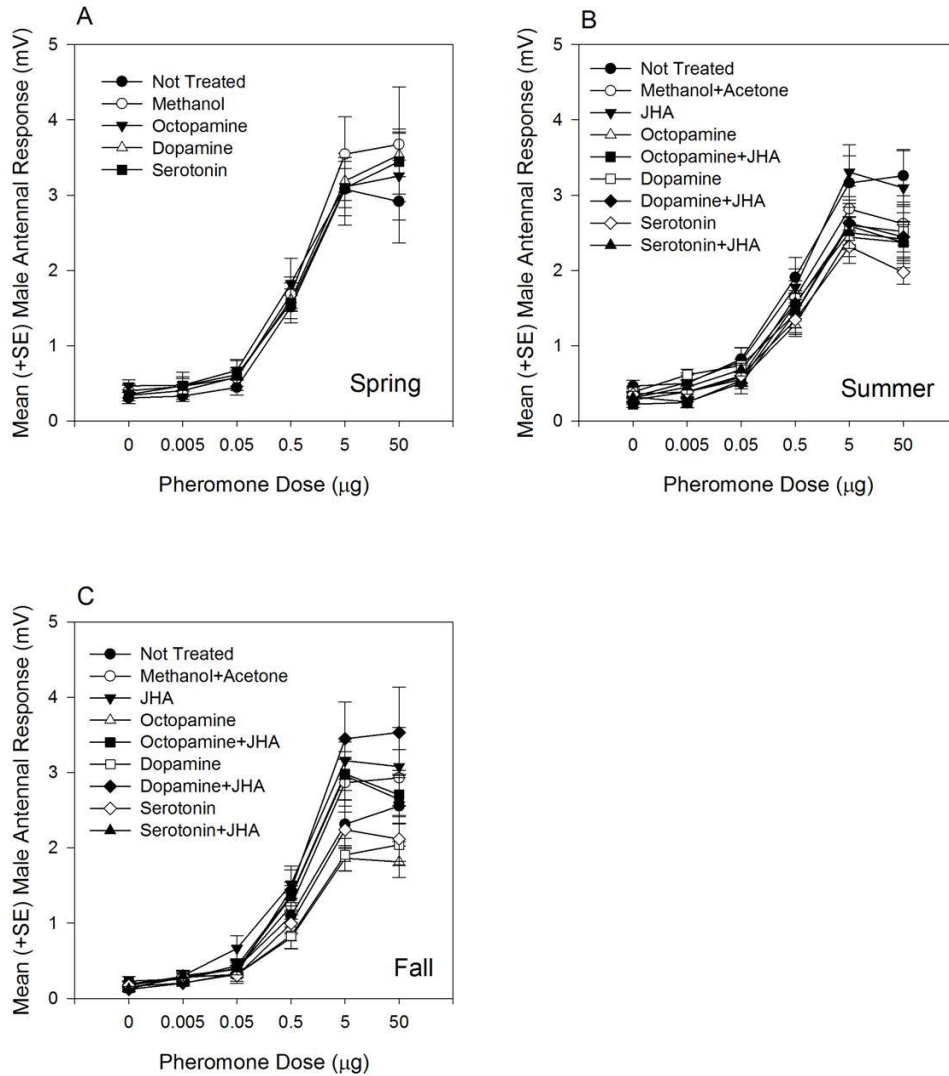 A
Mean (+SE) Male Antennal Response (mV)
5
4
3
2
1
0
Not Treated
Methanol
Octopamine
Dopamine
Serotonin
Spring
0 0.005 0.05 0.5 5 50
Pheromone Dose (μg)
B
Mean (+SE) Male Antennal Response (mV)
5
4
3
2
1
0
Not Treated
Methanol+Acetone
JHA
Octopamine
Octopamine+JHA
Dopamine
Dopamine+JHA
Serotonin
Serotonin+JHA
Summer
0 0.005 0.05 0.5 5 50
Pheromone Dose (μg)
C
Mean (+SE) Male Antennal Response (mV)
5
4
3
2
1
0
Not Treated
Methanol+Acetone
JHA
Octopamine
Octopamine+JHA
Dopamine
Dopamine+JHA
Serotonin
Serotonin+JHA
Fall
0 0.005 0.05 0.5 5 50
Pheromone Dose (μg)